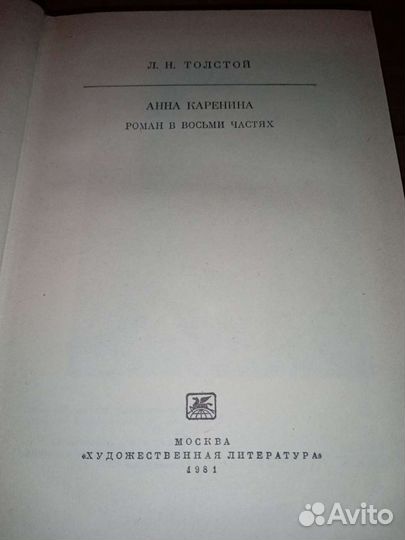 Л. Н. ТОЛСТОЙ
АННА КАРЕНИНА
РОМАН В ВОСЬМИ ЧАСТЯХ
МОСКВА
«ХУДОЖЕСТВЕННАЯ ЛИТЕРАТУРА»
1981
Avito